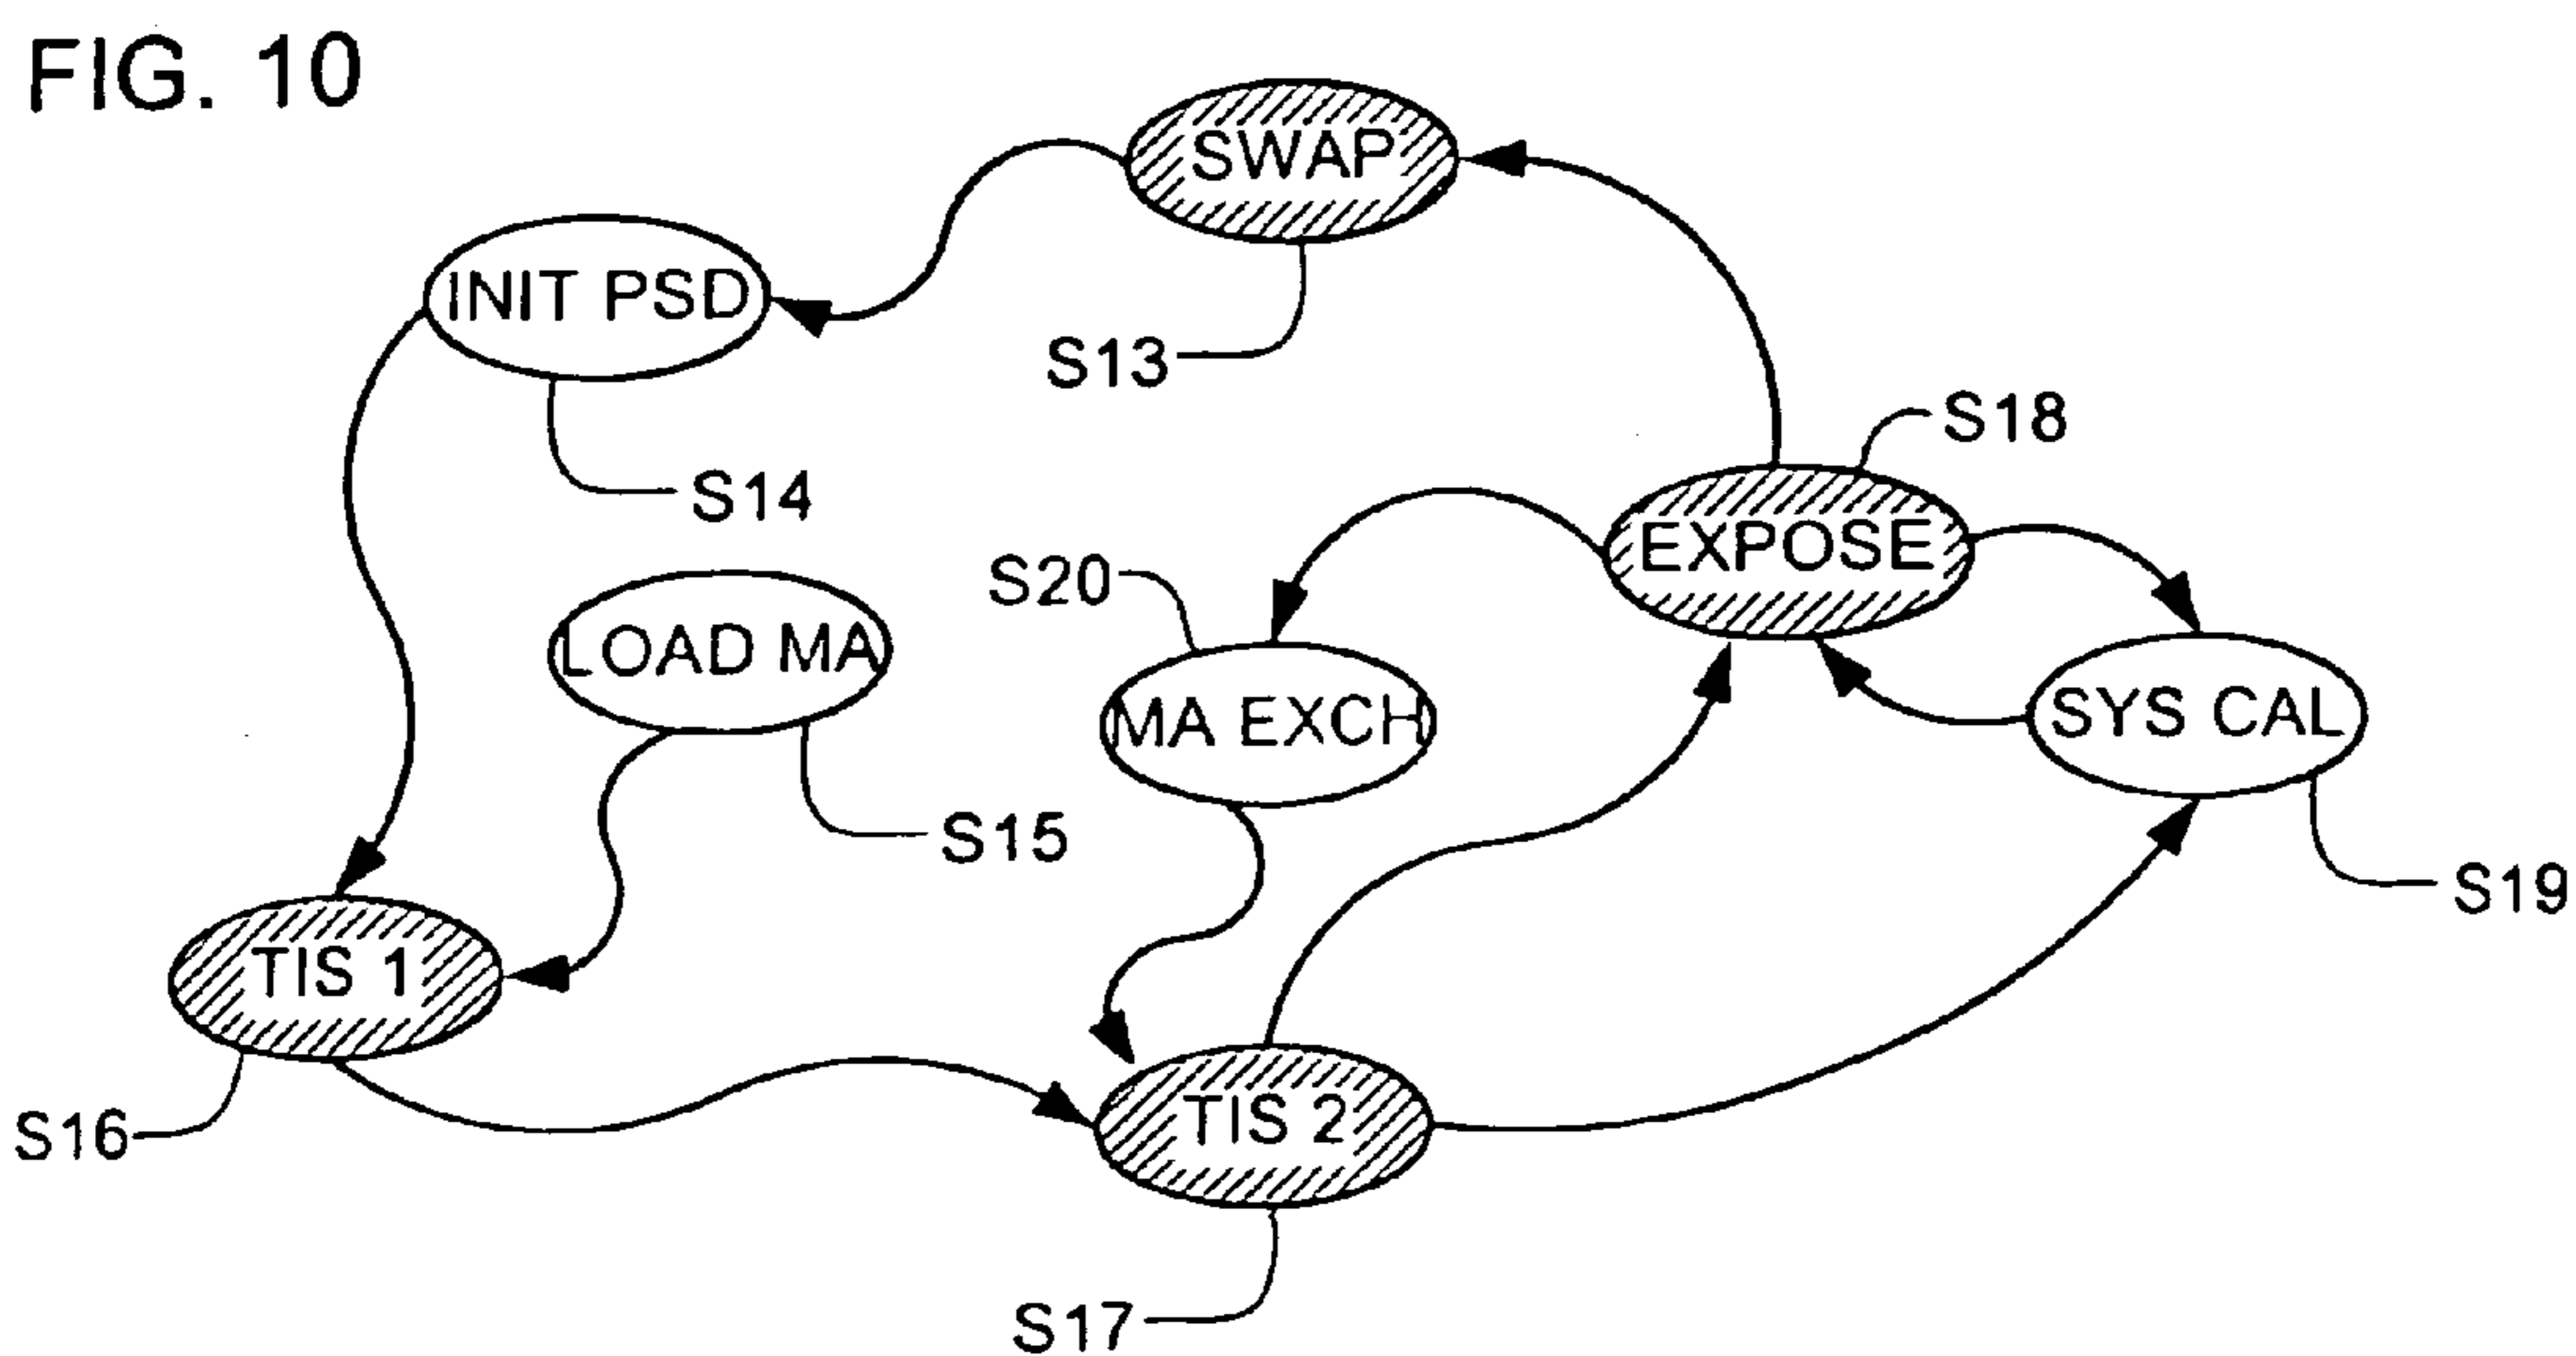 FIG. 10
SWAP
INIT PSD
S13
S18
S14
EXPOSE
S20
LOAD MA
MA EXCH
SYS CAL
S15
S19
TIS 1
TIS 2
S16
S17